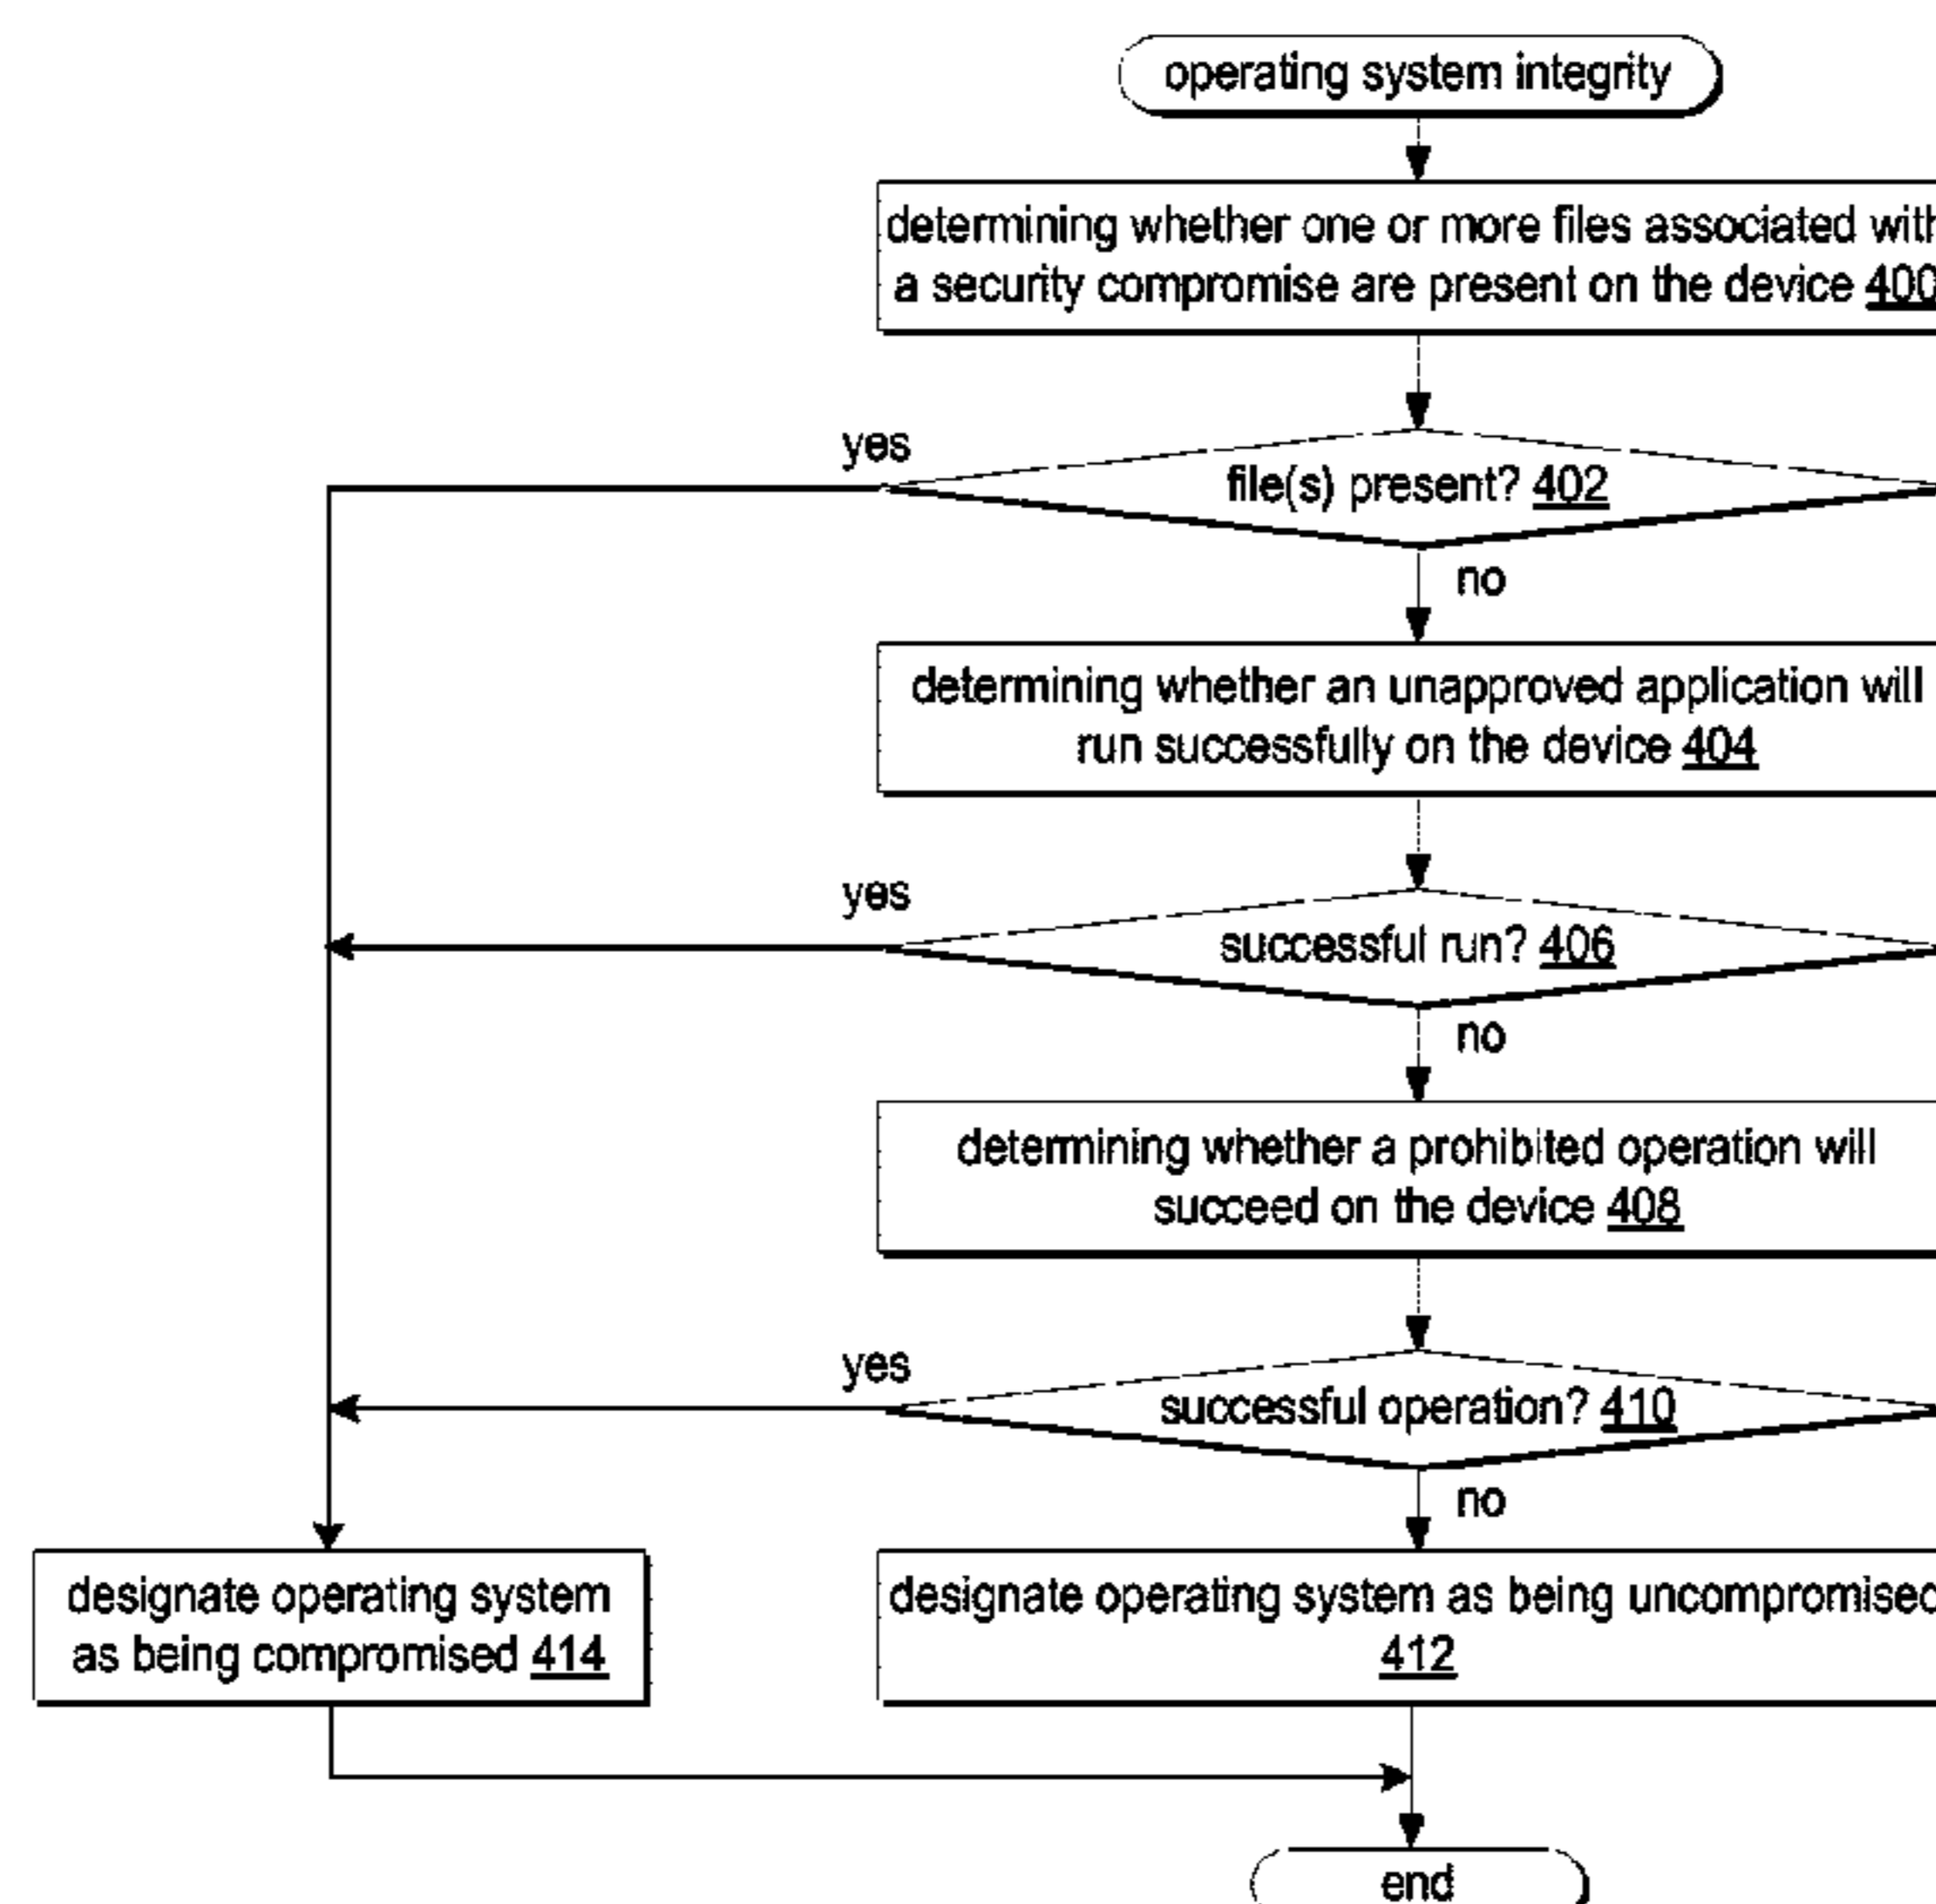 operating system integrity
determining whether one or more files associated with
a security compromise are present on the device 400
yes
file(s) present? 402
no
determining whether an unapproved application will
run successfully on the device 404
yes
successful run? 406
no
determining whether a prohibited operation will
succeed on the device 408
yes
successful operation? 410
no
designate operating system
as being compromised 414
designate operating system as being uncompromised
412
end